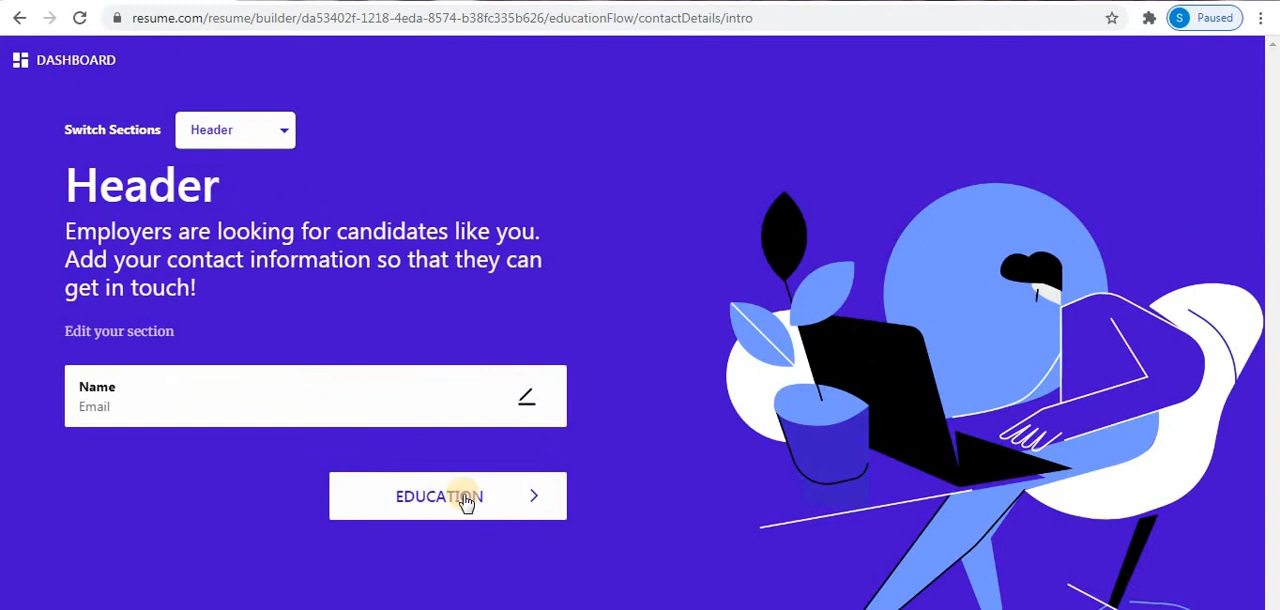 resume.com/resume/builder/da53402f-1218-4eda-8574-b38fc335b626/educationFlow/contactDetails/intro
S Paused
DASHBOARD
Switch Sections Header
Header
Employers are looking for candidates like you.
Add your contact information so that they can
get in touch!
Edit your section
Name
Email
EDUCATION